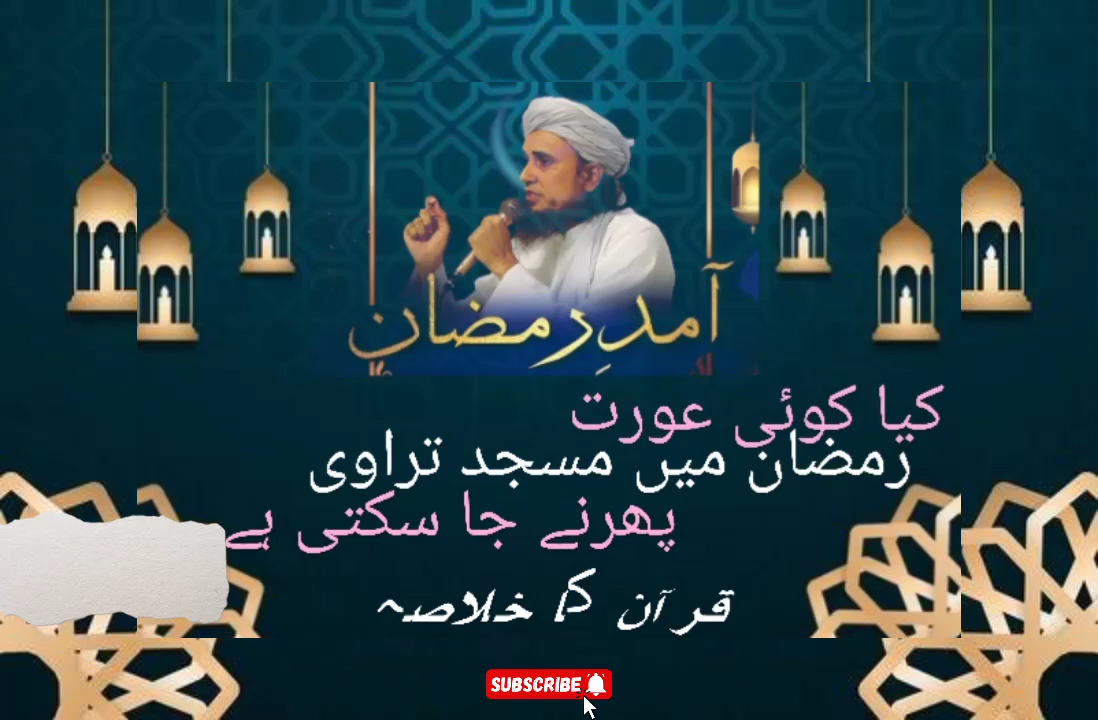 آمدِ رمضان
کیا کوئی عورت
رمضان میں مسجد تراوی
پھرنے جا سکتی ہے
قرآن کا خلاصہ
SUBSCRIBE